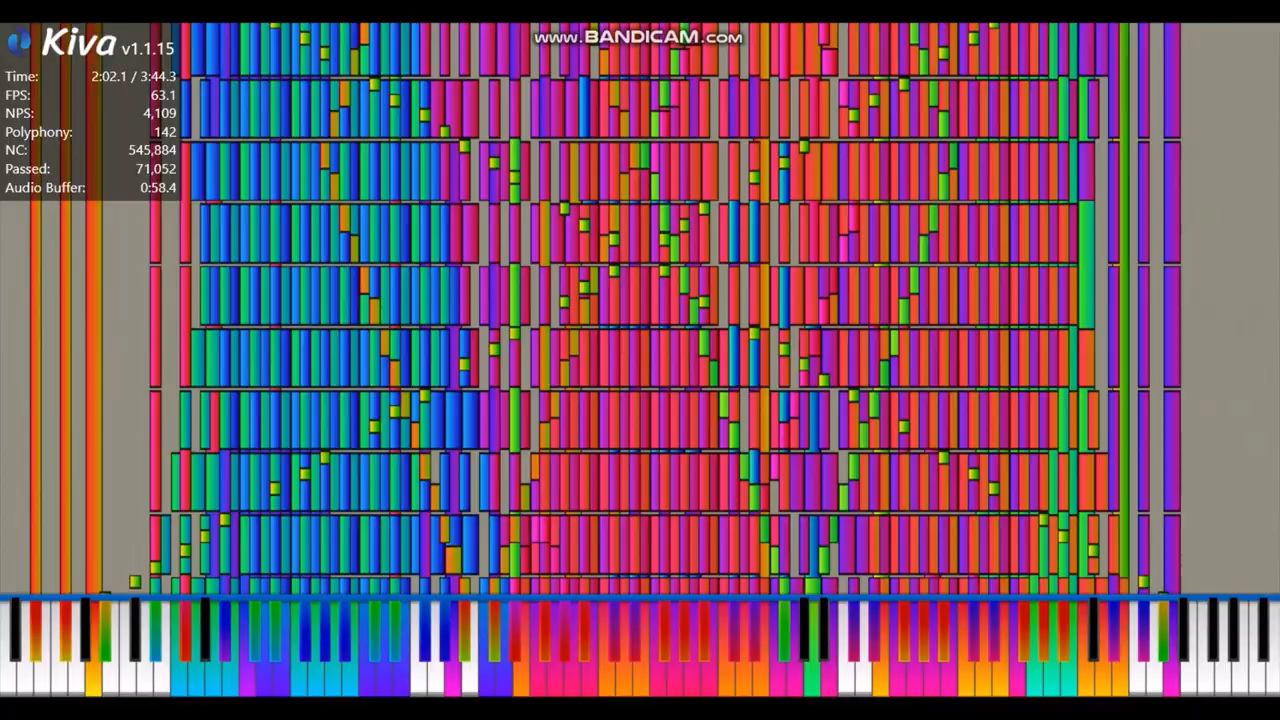 www.BANDICAM.com
Kiva v1.1.15
Time: 2:02.1 / 3:44.3
FPS: 63.1
NPS: 4,109
Polyphony: 142
NC: 545,884
Passed: 71,052
Audio Buffer: 0:58.4